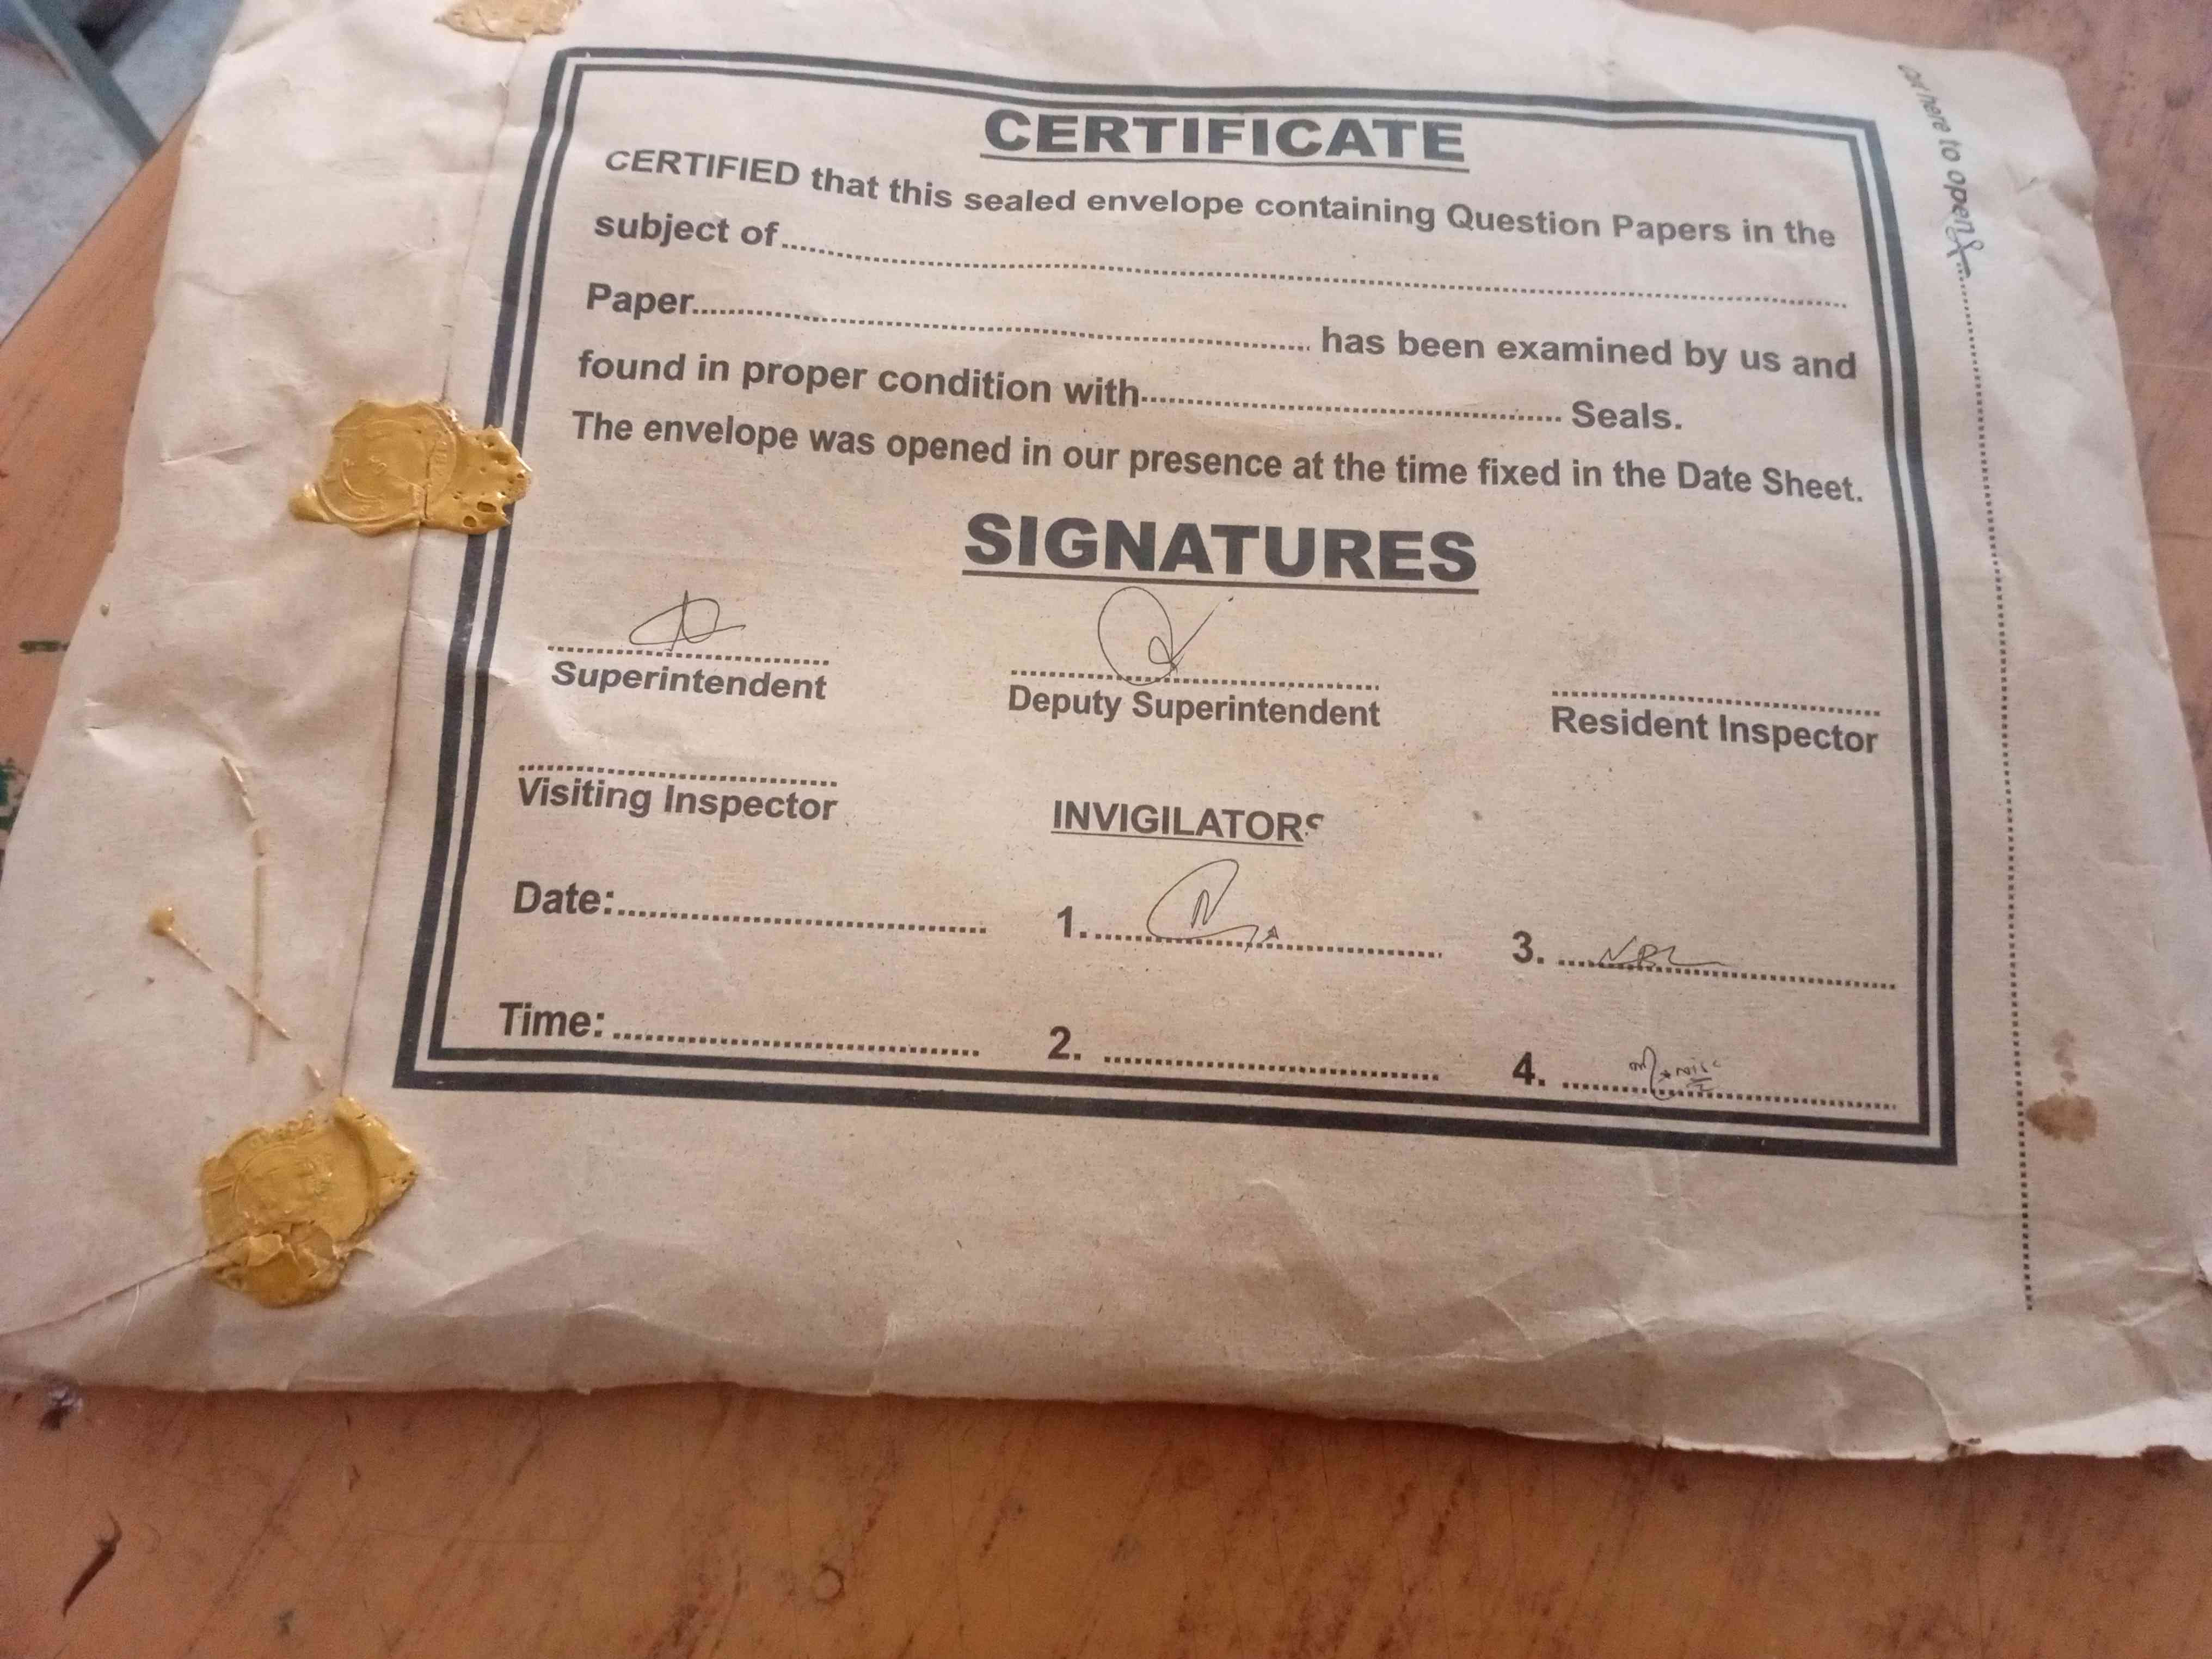 CERTIFICATE
CERTIFIED that this sealed envelope containing Question Papers in the
subject of........................................
Paper........................................ has been examined by us and
found in proper condition with........................................ Seals.
The envelope was opened in our presence at the time fixed in the Date Sheet.
SIGNATURES
Superintendent
Deputy Superintendent
Resident Inspector
Visiting Inspector
INVIGILATORS
Date:........................................ 1......................................... 3. ........................................
Time: ........................................ 2. ........................................ 4. ........................................
here to open